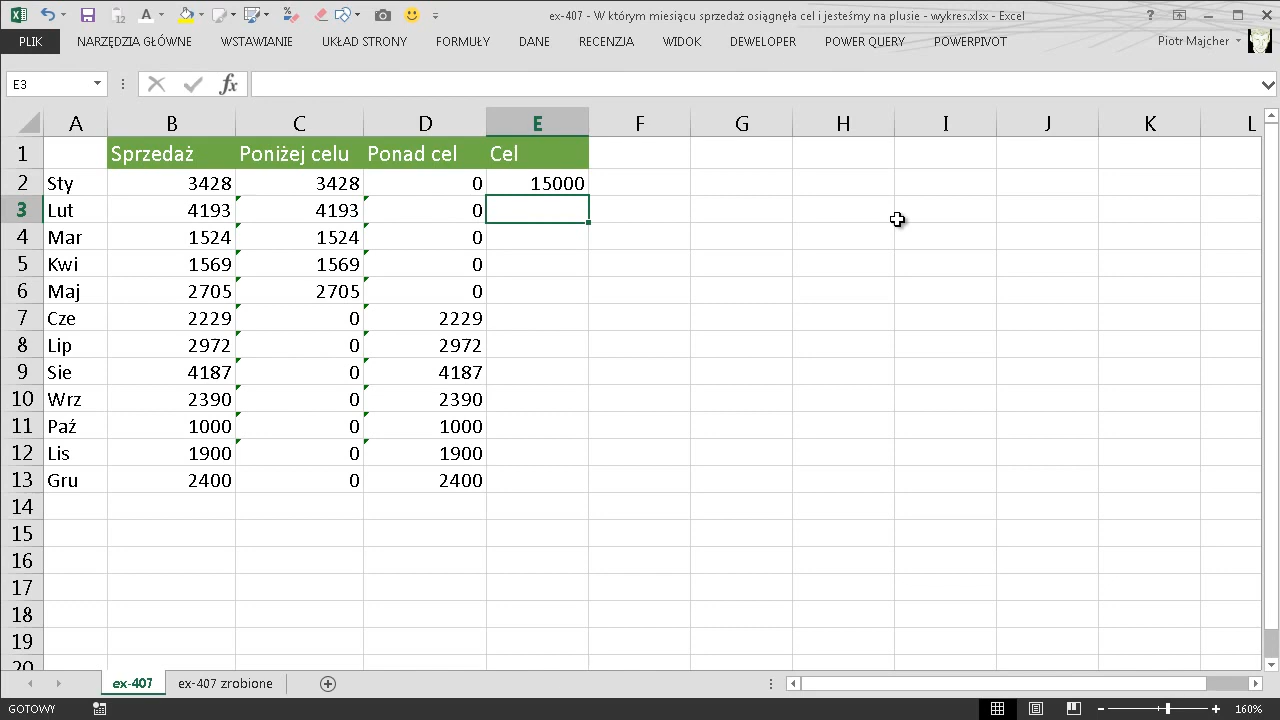 ex-407 - W którym miesiącu sprzedaż osiągnęła cel i jesteśmy na plusie - wykres.xlsx - Excel
PLIK NARZĘDZIA GŁÓWNE WSTAWIANIE UKŁAD STRONY FORMUŁY DANE RECENZJA WIDOK DEWELOPER POWER QUERY POWERPIVOT Piotr Majcher
E3 fx
A B C D E F G H I J K L
1 Sprzedaż Poniżej celu Ponad cel Cel
2 Sty 3428 3428 0 15000
3 Lut 4193 4193 0
4 Mar 1524 1524 0
5 Kwi 1569 1569 0
6 Maj 2705 2705 0
7 Cze 2229 0 2229
8 Lip 2972 0 2972
9 Sie 4187 0 4187
10 Wrz 2390 0 2390
11 Paź 1000 0 1000
12 Lis 1900 0 1900
13 Gru 2400 0 2400
14
15
16
17
18
19
20
ex-407 ex-407 zrobione
GOTOWY 160%